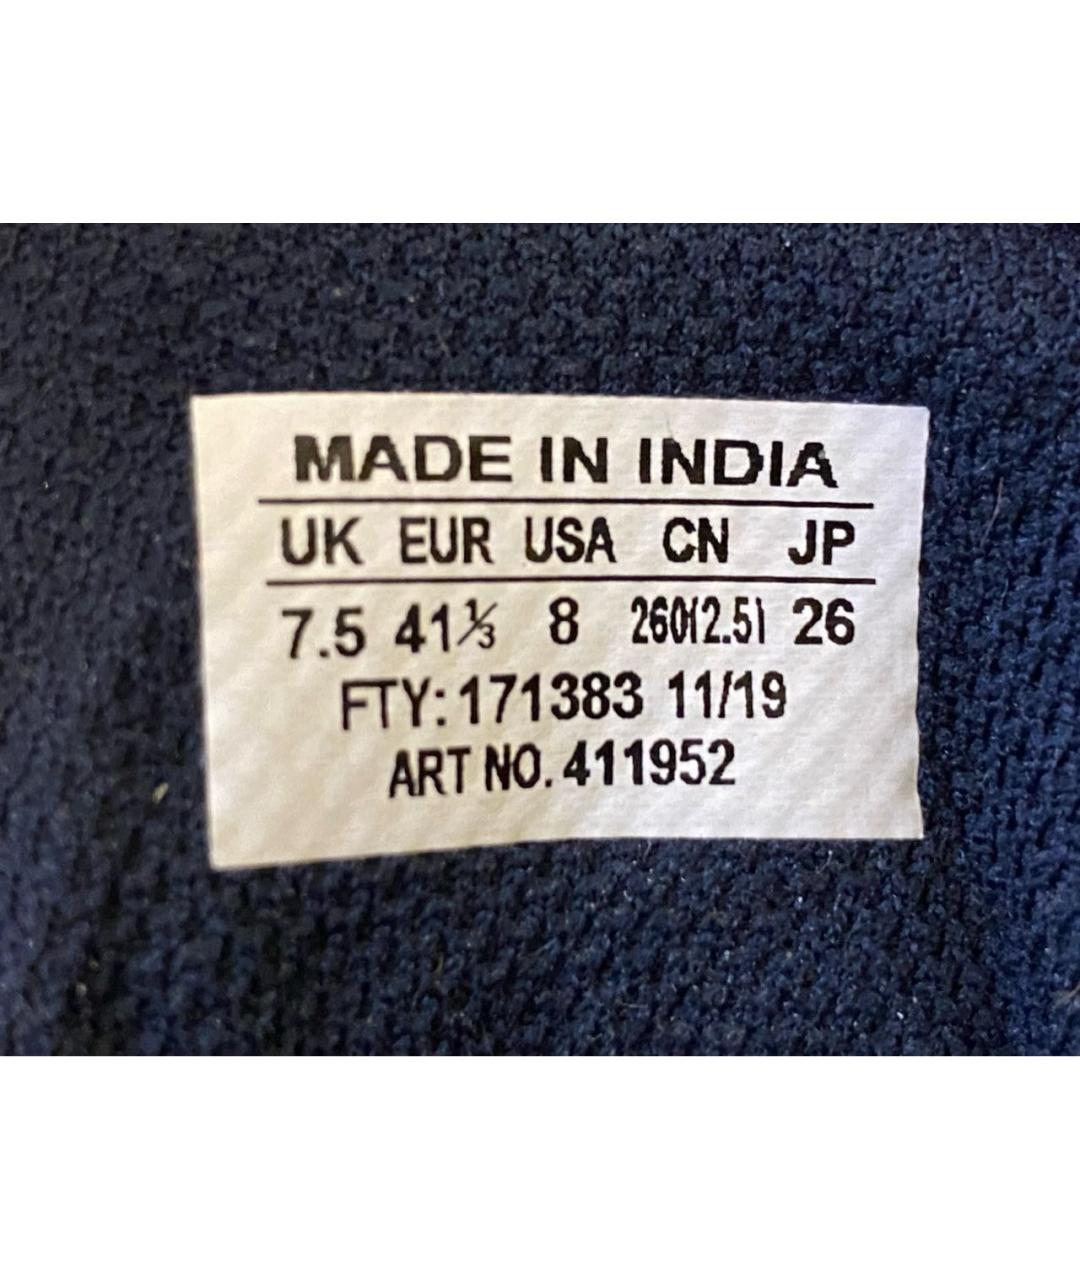 MADE IN INDIA
UK EUR USA CN JP
7.5 41⅓ 8 260(2.5) 26
FTY: 171383 11/19
ART NO. 411952